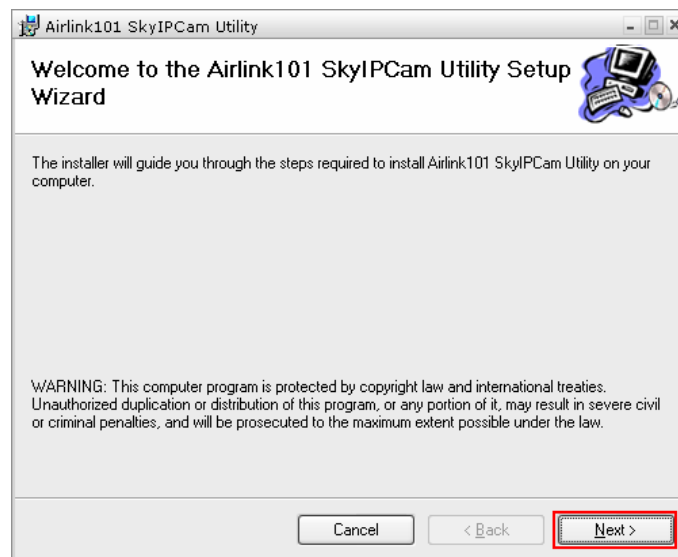 Airlink101 SkyIPCam Utility
Welcome to the Airlink101 SkyIPCam Utility Setup
Wizard
The installer will guide you through the steps required to install Airlink101 SkyIPCam Utility on your
computer.
WARNING: This computer program is protected by copyright law and international treaties.
Unauthorized duplication or distribution of this program, or any portion of it, may result in severe civil
or criminal penalties, and will be prosecuted to the maximum extent possible under the law.
Cancel
< Back
Next >